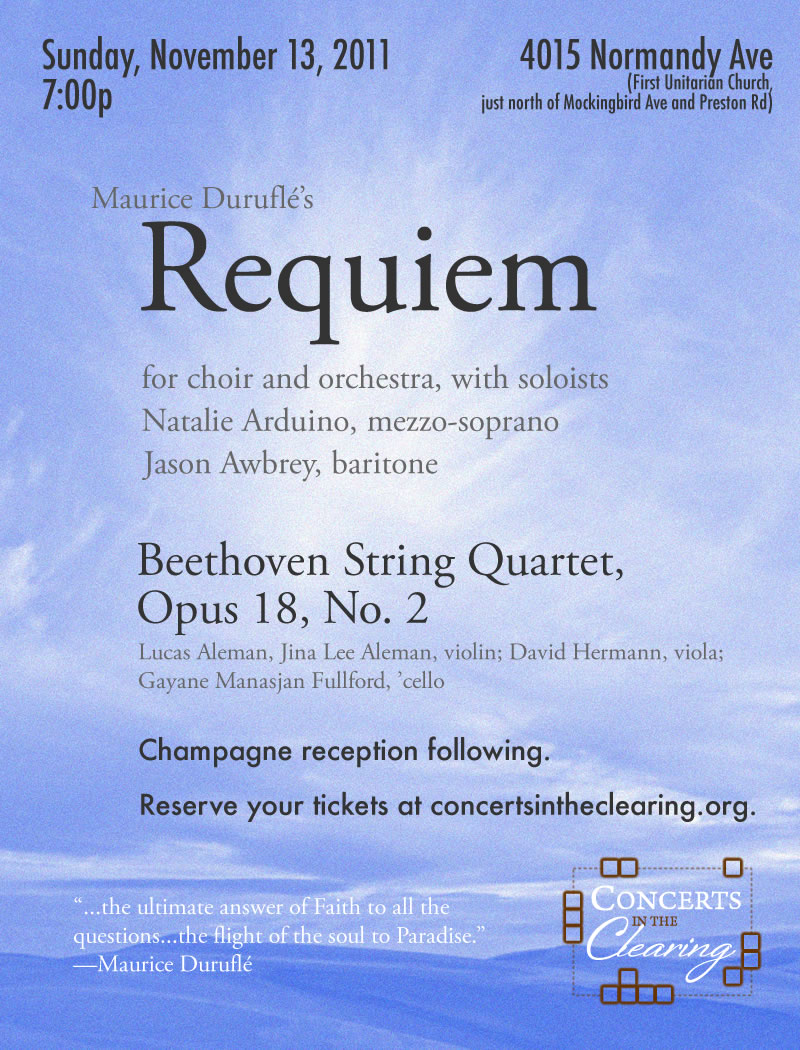 Sunday, November 13, 2011
7:00p
4015 Normandy Ave
(First Unitarian Church,
just north of Mockingbird Ave and Preston Rd)
Maurice Duruflé’s
Requiem
for choir and orchestra, with soloists
Natalie Arduino, mezzo-soprano
Jason Awbrey, baritone
Beethoven String Quartet,
Opus 18, No. 2
Lucas Aleman, Jina Lee Aleman, violin; David Hermann, viola;
Gayane Manasjan Fullford, ’cello
Champagne reception following.
Reserve your tickets at concertsintheclearing.org.
“...the ultimate answer of Faith to all the
questions...the flight of the soul to Paradise.”
—Maurice Duruflé
CONCERTS
IN THE
Clearing